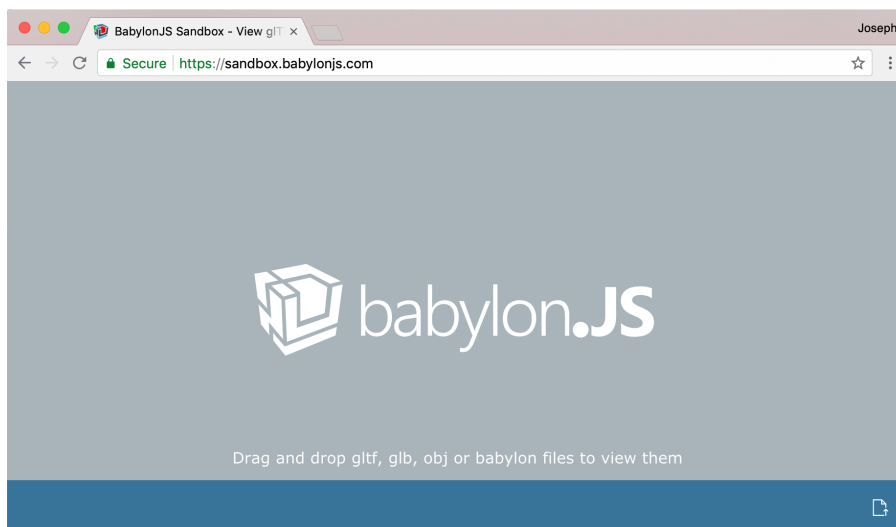 BabylonJS Sandbox - View glT
Joseph
Secure https://sandbox.babylonjs.com
babylon.JS
Drag and drop gltf, glb, obj or babylon files to view them